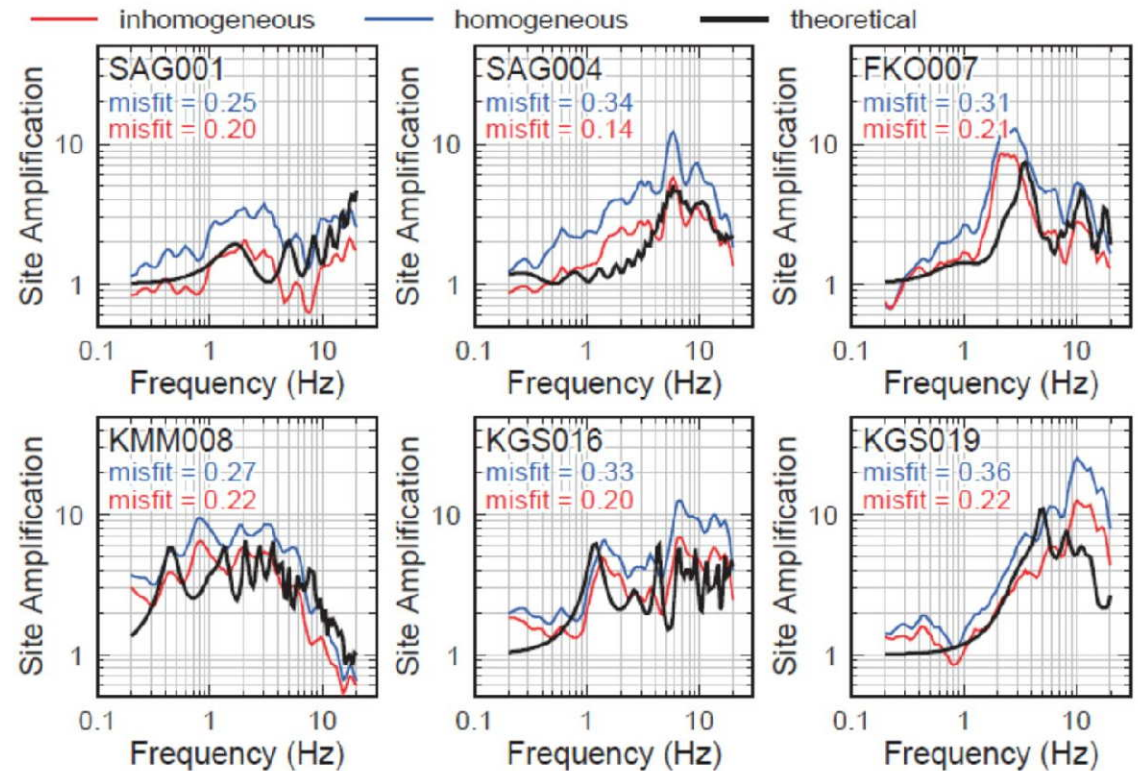 inhomogeneous homogeneous theoretical
SAG001
misfit = 0.25
misfit = 0.20
10
1
Site Amplification
0.1 1 10
Frequency (Hz)
SAG004
misfit = 0.34
misfit = 0.14
10
1
Site Amplification
0.1 1 10
Frequency (Hz)
FKO007
misfit = 0.31
misfit = 0.21
10
1
Site Amplification
0.1 1 10
Frequency (Hz)
KMM008
misfit = 0.27
misfit = 0.22
10
1
Site Amplification
0.1 1 10
Frequency (Hz)
KGS016
misfit = 0.33
misfit = 0.20
10
1
Site Amplification
0.1 1 10
Frequency (Hz)
KGS019
misfit = 0.36
misfit = 0.22
10
1
Site Amplification
0.1 1 10
Frequency (Hz)